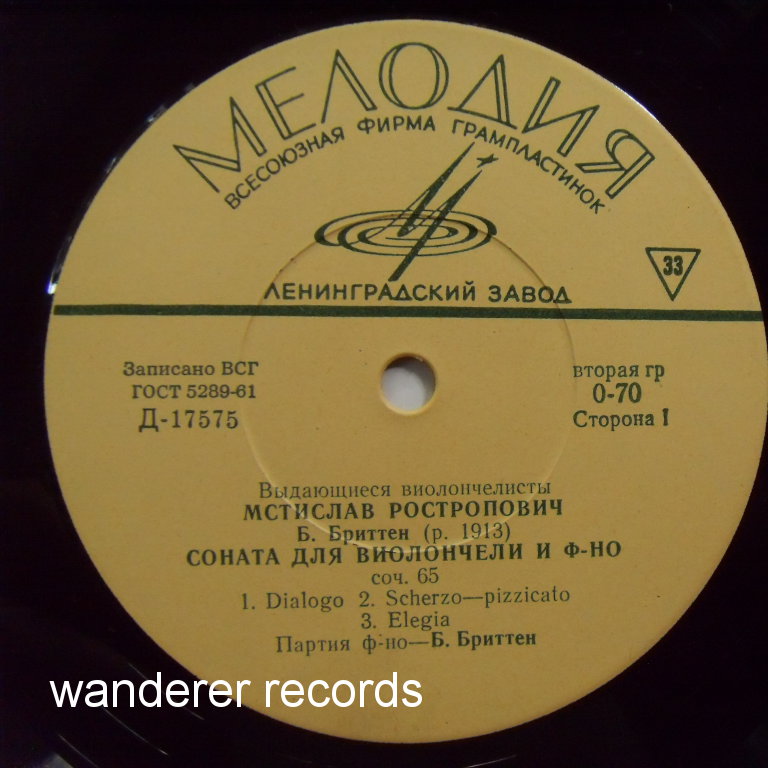 МЕЛОДИЯ
ВСЕСОЮЗНАЯ ФИРМА ГРАМПЛАСТИНОК
33
ЛЕНИНГРАДСКИЙ ЗАВОД
Записано ВСГ
ГОСТ 5289-61
Д-17575
вторая гр
0-70
Сторона I
Выдающиеся виолончелисты
МСТИСЛАВ РОСТРОПОВИЧ
Б. Бриттен (р. 1913)
СОНАТА ДЛЯ ВИОЛОНЧЕЛИ И Ф-НО
соч. 65
1. Dialogo 2. Scherzo—pizzicato
3. Elegia
Партия ф-но—Б. Бриттен
wanderer records